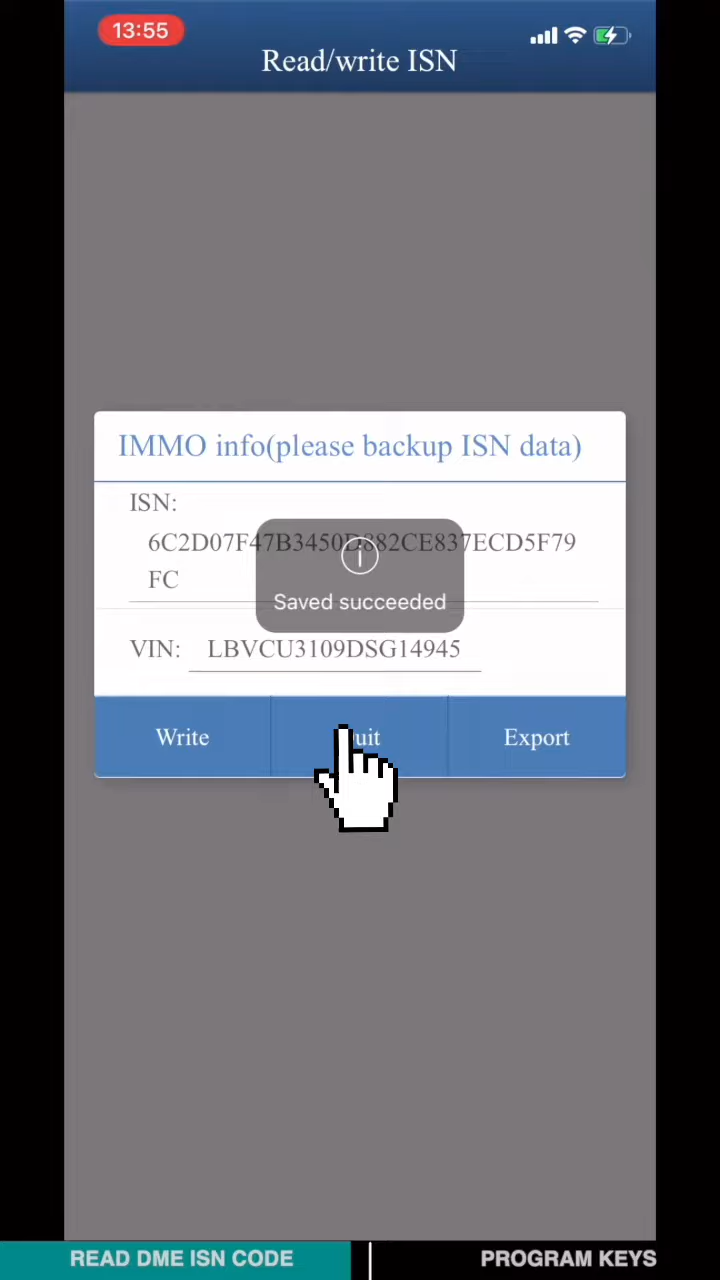 13:55
Read/write ISN
IMMO info(please backup ISN data)
ISN:
6C2D07F47B3450D882CE837ECD5F79
FC
Saved succeeded
VIN: LBVCU3109DSG14945
Write
Export
READ DME ISN CODE
PROGRAM KEYS